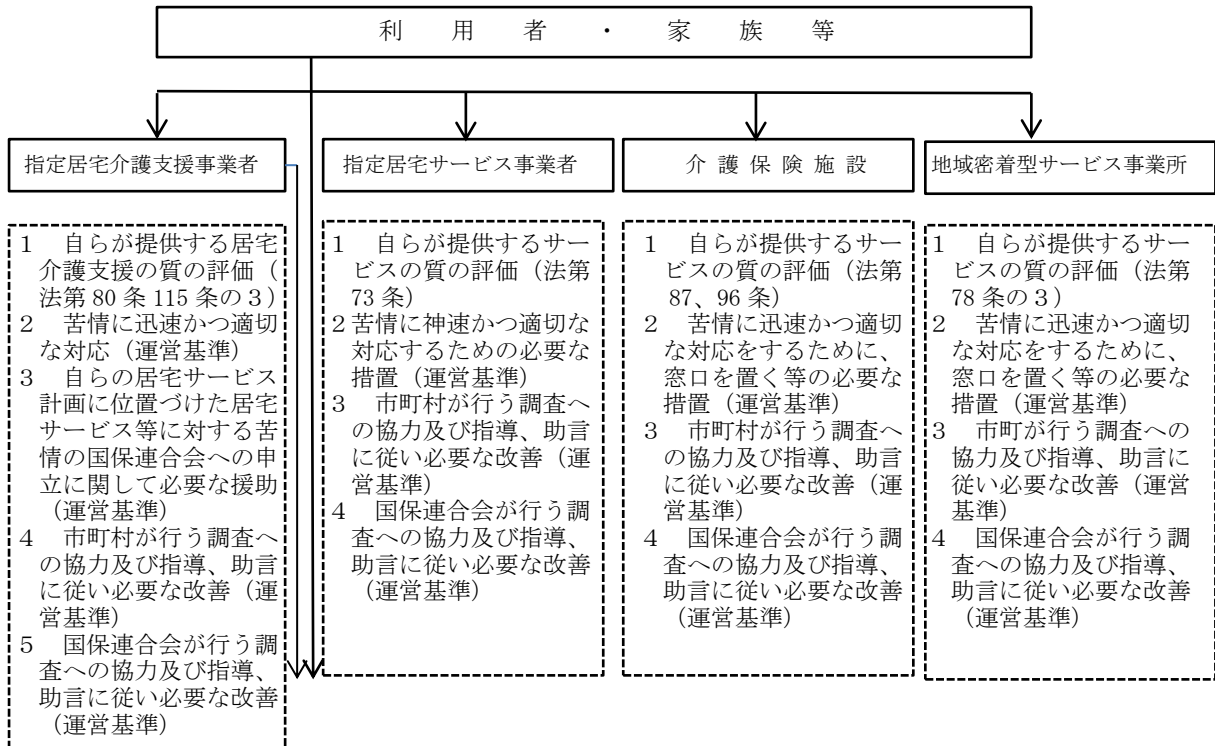 利用者・家族等
指定居宅介護支援事業者
指定居宅サービス事業者
介護保険施設
地域密着型サービス事業所
1 自らが提供する居宅
介護支援の質の評価(
法第80条115条の3)
2 苦情に迅速かつ適切
な対応(運営基準)
3 自らの居宅サービス
計画に位置づけた居宅
サービス等に対する苦
情の国保連合会への申
立に関して必要な援助
(運営基準)
4 市町村が行う調査へ
の協力及び指導、助言
に従い必要な改善(運
営基準)
5 国保連合会が行う調
査への協力及び指導、
助言に従い必要な改善
(運営基準)
1 自らが提供するサー
ビスの質の評価(法第
73条)
2苦情に神速かつ適切な
対応するための必要な
措置(運営基準)
3 市町村が行う調査へ
の協力及び指導、助言
に従い必要な改善(運
営基準)
4 国保連合会が行う調
査への協力及び指導、
助言に従い必要な改善
(運営基準)
1 自らが提供するサー
ビスの質の評価(法第
87、96条)
2 苦情に迅速かつ適切
な対応をするために、
窓口を置く等の必要な
措置(運営基準)
3 市町村が行う調査へ
の協力及び指導、助言
に従い必要な改善(運
営基準)
4 国保連合会が行う調
査への協力及び指導、
助言に従い必要な改善
(運営基準)
1 自らが提供するサー
ビスの質の評価(法第
78条の3)
2 苦情に迅速かつ適切
な対応をするために、
窓口を置く等の必要な
措置(運営基準)
3 市町が行う調査への
協力及び指導、助言に
従い必要な改善(運営
基準)
4 国保連合会が行う調
査への協力及び指導、
助言に従い必要な改善
(運営基準)